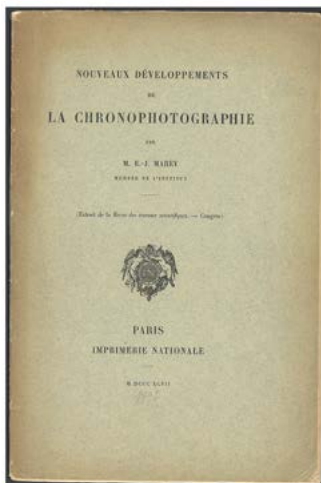 NOUVEAUX DÉVELOPPEMENTS
DE
LA CHRONOPHOTOGRAPHIE
PAR
M. E.-J. MAREY
MEMBRE DE L'INSTITUT
(Extrait de la Revue des travaux scientifiques. — Congrès)
PARIS
IMPRIMERIE NATIONALE